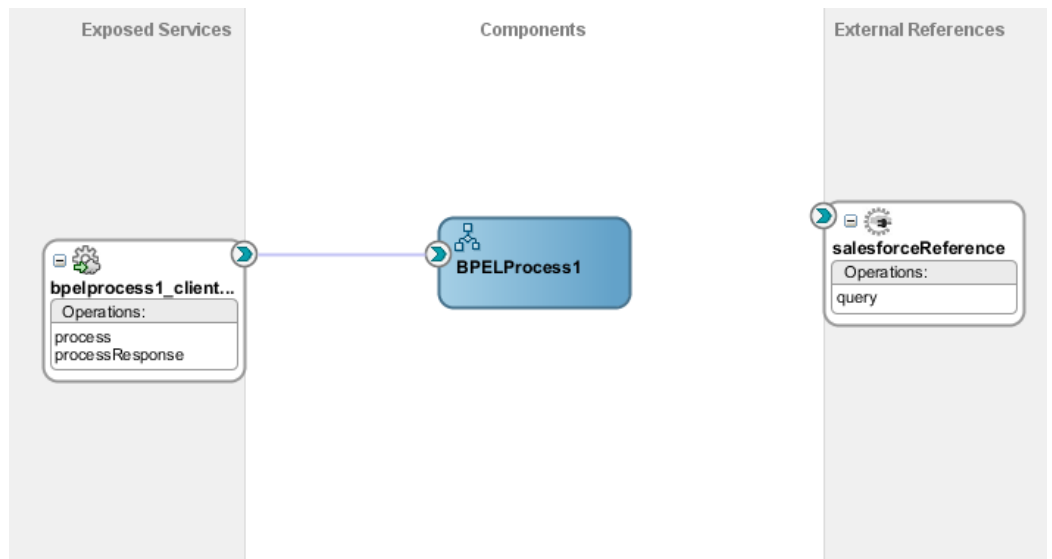 Exposed Services
Components
External References
bpelprocess1_client...
Operations:
process
processResponse
BPELProcess1
salesforceReference
Operations:
query